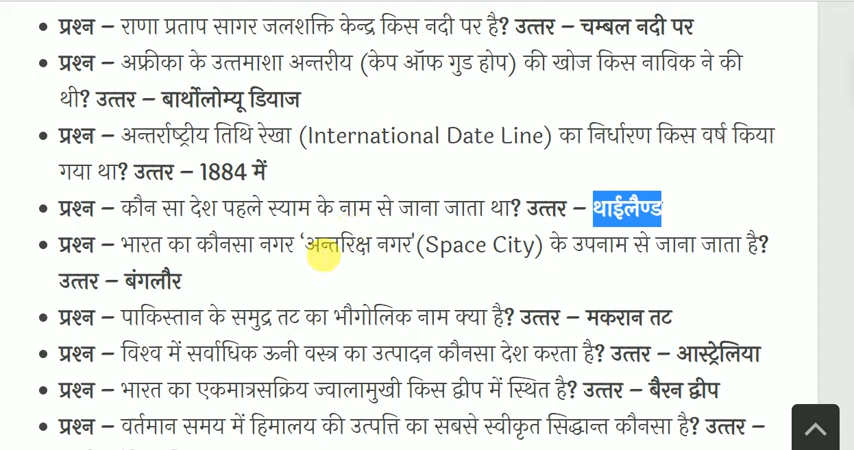 • प्रश्न – राणा प्रताप सागर जलशक्ति केन्द्र किस नदी पर है? उत्तर – चम्बल नदी पर
• प्रश्न – अफ्रीका के उत्तमाशा अन्तरीय (केप ऑफ गुड होप) की खोज किस नाविक ने की
थी? उत्तर – बार्थोलोम्यू डियाज
• प्रश्न – अन्तर्राष्ट्रीय तिथि रेखा (International Date Line) का निर्धारण किस वर्ष किया
गया था? उत्तर – 1884 में
• प्रश्न – कौन सा देश पहले स्याम के नाम से जाना जाता था? उत्तर – थाईलैण्ड
• प्रश्न – भारत का कौनसा नगर ‘अन्तरिक्ष नगर'(Space City) के उपनाम से जाना जाता है?
उत्तर – बंगलौर
• प्रश्न – पाकिस्तान के समुद्र तट का भौगोलिक नाम क्या है? उत्तर – मकरान तट
• प्रश्न – विश्व में सर्वाधिक ऊनी वस्त्र का उत्पादन कौनसा देश करता है? उत्तर – आस्ट्रेलिया
• प्रश्न – भारत का एकमात्रसक्रिय ज्वालामुखी किस द्वीप में स्थित है? उत्तर – बैरन द्वीप
• प्रश्न – वर्तमान समय में हिमालय की उत्पत्ति का सबसे स्वीकृत सिद्धान्त कौनसा है? उत्तर –